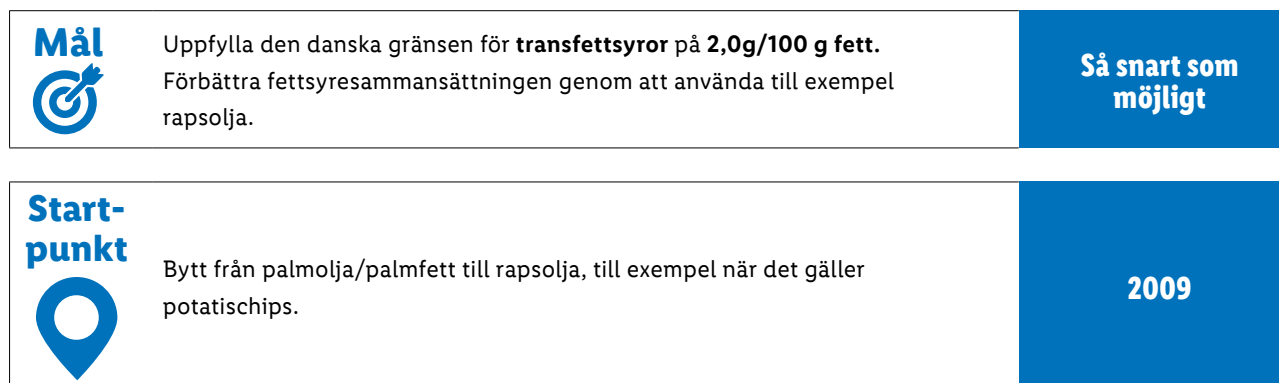 Mål
Uppfylla den danska gränsen för transfettsyror på 2,0g/100 g fett.
Förbättra fettsyresammansättningen genom att använda till exempel
rapsolja.
Så snart som
möjligt
Start-
punkt
Bytt från palmolja/palmfett till rapsolja, till exempel när det gäller
potatischips.
2009